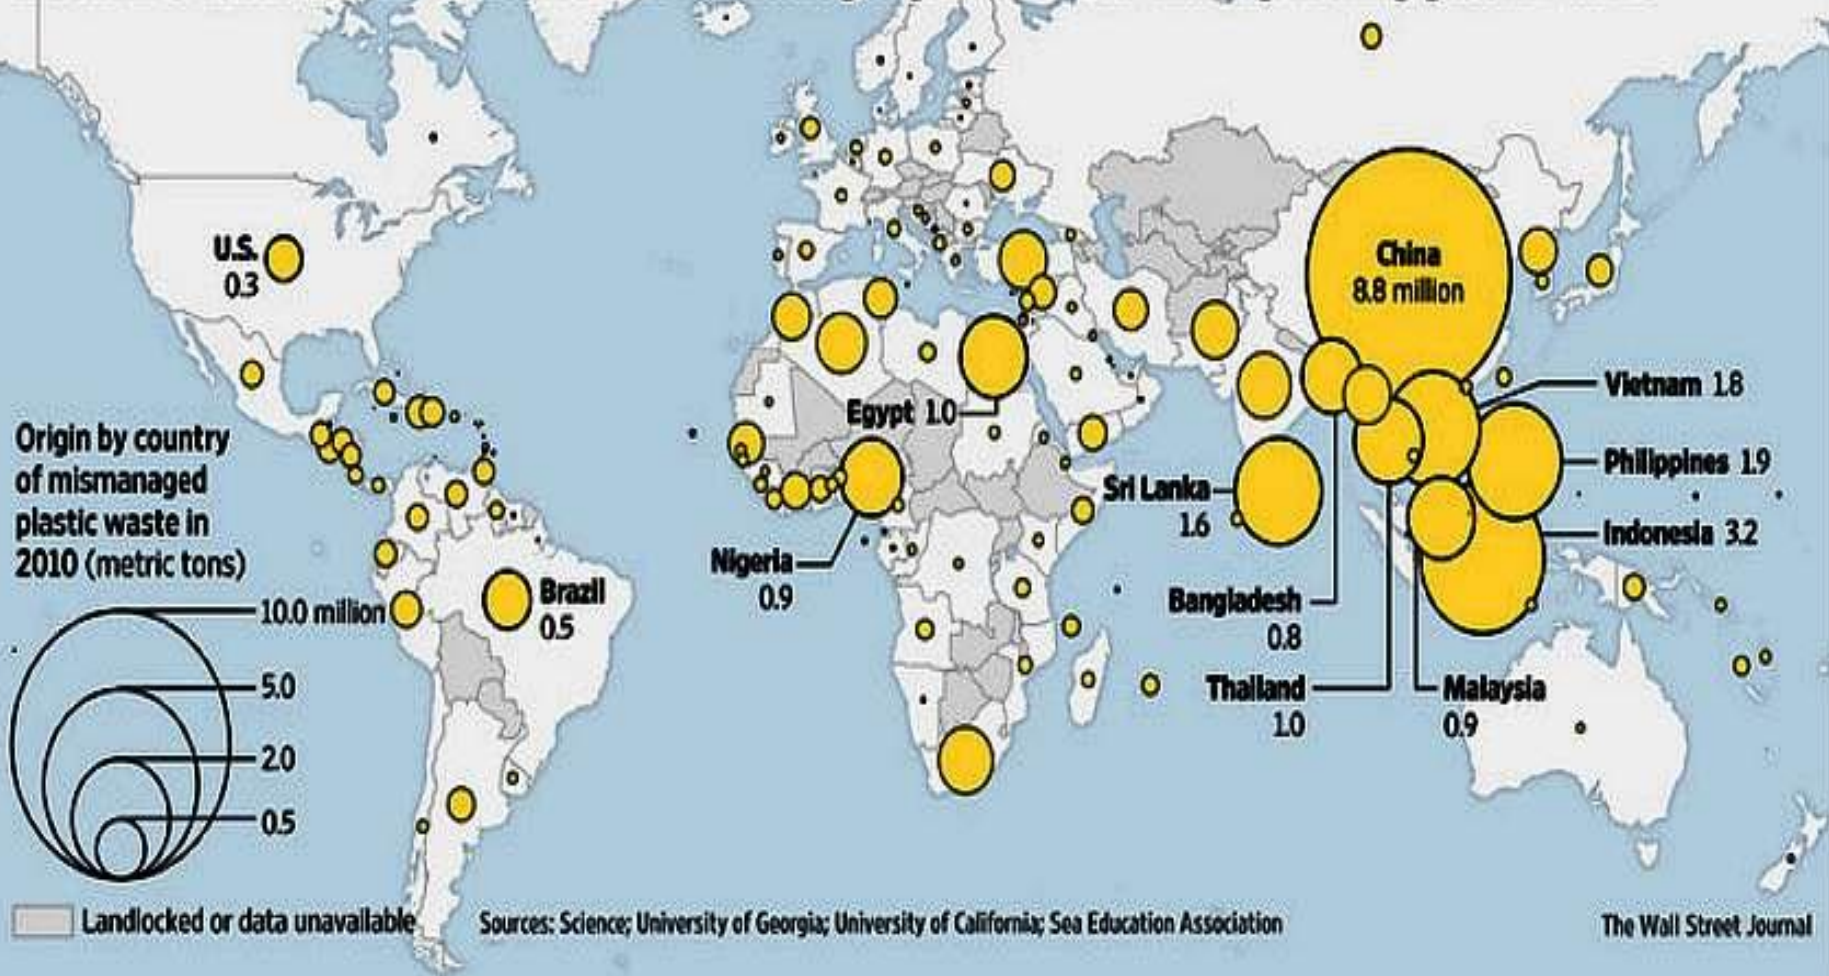 U.S.
0.3
China
8.8 million
Vietnam 1.8
Egypt 1.0
Origin by country
of mismanaged
plastic waste in
2010 (metric tons)
Philippines 1.9
Sri Lanka
1.6
Indonesia 3.2
Nigeria
0.9
Brazil
0.5
Bangladesh
0.8
10.0 million
5.0
2.0
0.5
Thailand
1.0
Malaysia
0.9
Landlocked or data unavailable
Sources: Science; University of Georgia; University of California; Sea Education Association
The Wall Street Journal